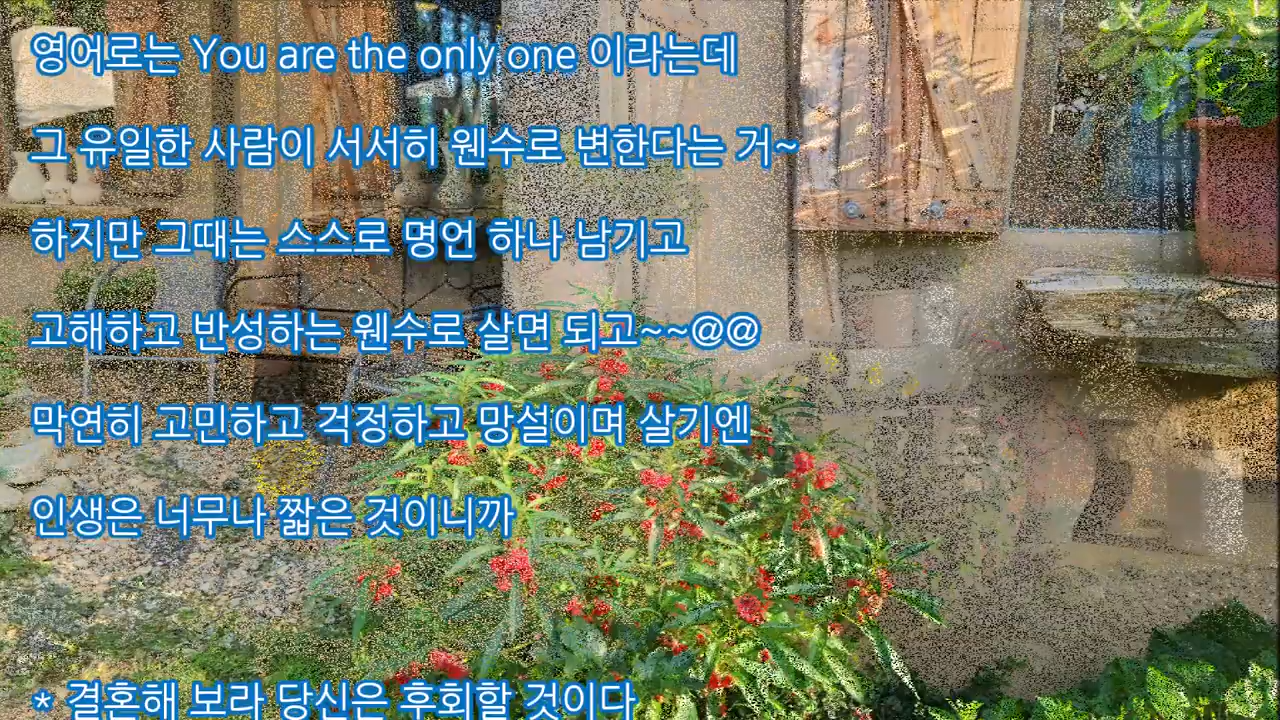 영어로는 You are the only one 이라는데
그 유일한 사람이 서서히 웬수로 변한다는 거~
하지만 그때는 스스로 명언 하나 남기고
고해하고 반성하는 웬수로 살면 되고~~@@
막연히 고민하고 걱정하고 망설이며 살기엔
인생은 너무나 짧은 것이니까
* 결혼해 보라 당신은 후회할 것이다